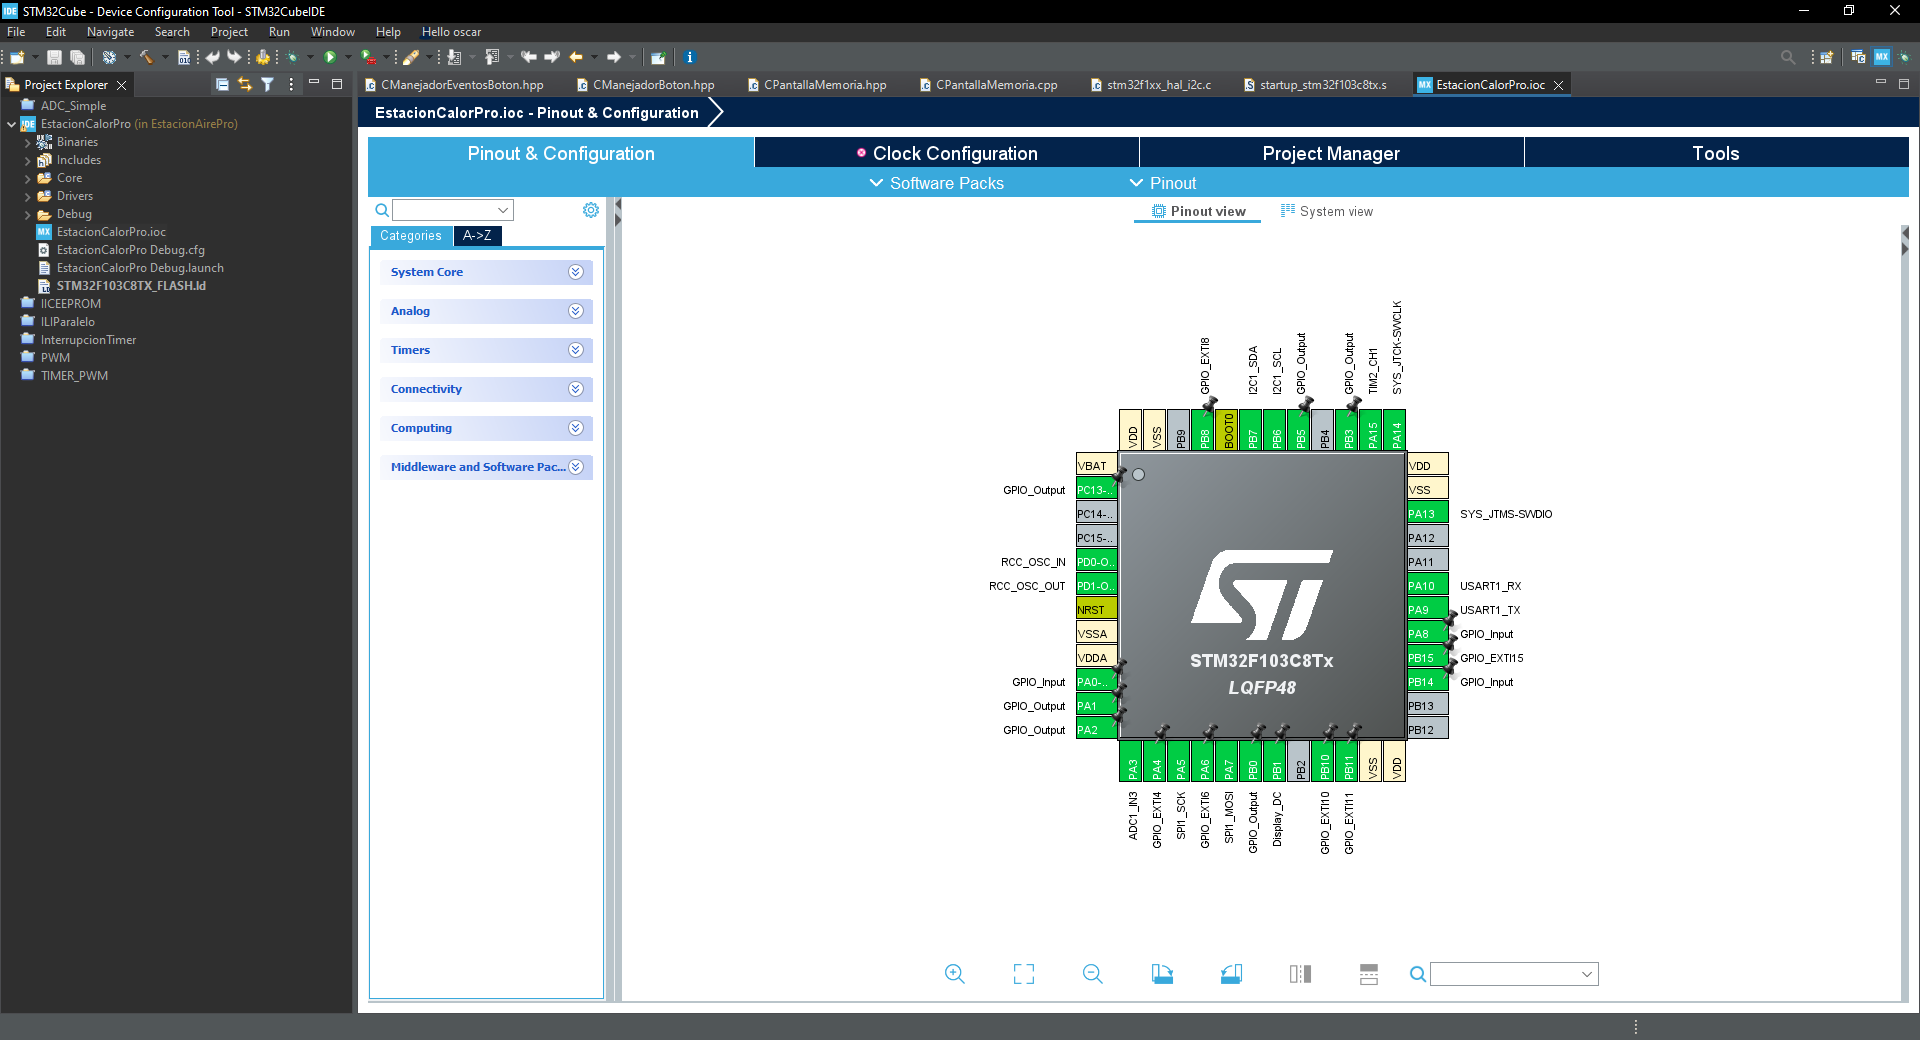 STM32Cube - Device Configuration Tool - STM32CubeIDE
File Edit Navigate Search Project Run Window Help Hello oscar
Project Explorer
CManejadorEventosBoton.hpp CManejadorBoton.hpp CPantallaMemoria.hpp CPantallaMemoria.cpp stm32f1xx_hal_i2c.c startup_stm32f103c8tx.s MX EstacionCalorPro.ioc
ADC_Simple
EstacionCalorPro (in EstacionAirePro)
Binaries
Includes
Core
Drivers
Debug
MX EstacionCalorPro.ioc
EstacionCalorPro Debug.cfg
EstacionCalorPro Debug.launch
STM32F103C8TX_FLASH.ld
IICEEPROM
ILIParalelo
InterrupcionTimer
PWM
TIMER_PWM
EstacionCalorPro.ioc - Pinout & Configuration
Pinout & Configuration Clock Configuration Project Manager Tools
Software Packs Pinout
Pinout view System view
Categories A->Z
System Core
Analog
Timers
Connectivity
Computing
Middleware and Software Pac...
GPIO_EXTI8 I2C1_SDA I2C1_SCL GPIO_Output GPIO_Output TIM2_CH1 SYS_JTCK-SWCLK
VDD VSS PB9 PB8 BOOT0 PB7 PB6 PB5 PB4 PB3 PA15 PA14
VBAT VDD
GPIO_Output PC13-.. VSS
PC14-.. PA13 SYS_JTMS-SWDIO
PC15-.. PA12
RCC_OSC_IN PD0-O.. PA11
RCC_OSC_OUT PD1-O.. PA10 USART1_RX
NRST PA9 USART1_TX
VSSA PA8 GPIO_Input
VDDA PB15 GPIO_EXTI15
GPIO_Input PA0-.. PB14 GPIO_Input
GPIO_Output PA1 PB13
GPIO_Output PA2 PB12
ST
STM32F103C8Tx
LQFP48
PA3 PA4 PA5 PA6 PA7 PB0 PB1 PB2 PB10 PB11 VSS VDD
ADC1_IN3 GPIO_EXTI4 SPI1_SCK GPIO_EXTI6 SPI1_MOSI GPIO_Output Display_DC GPIO_EXTI10 GPIO_EXTI11